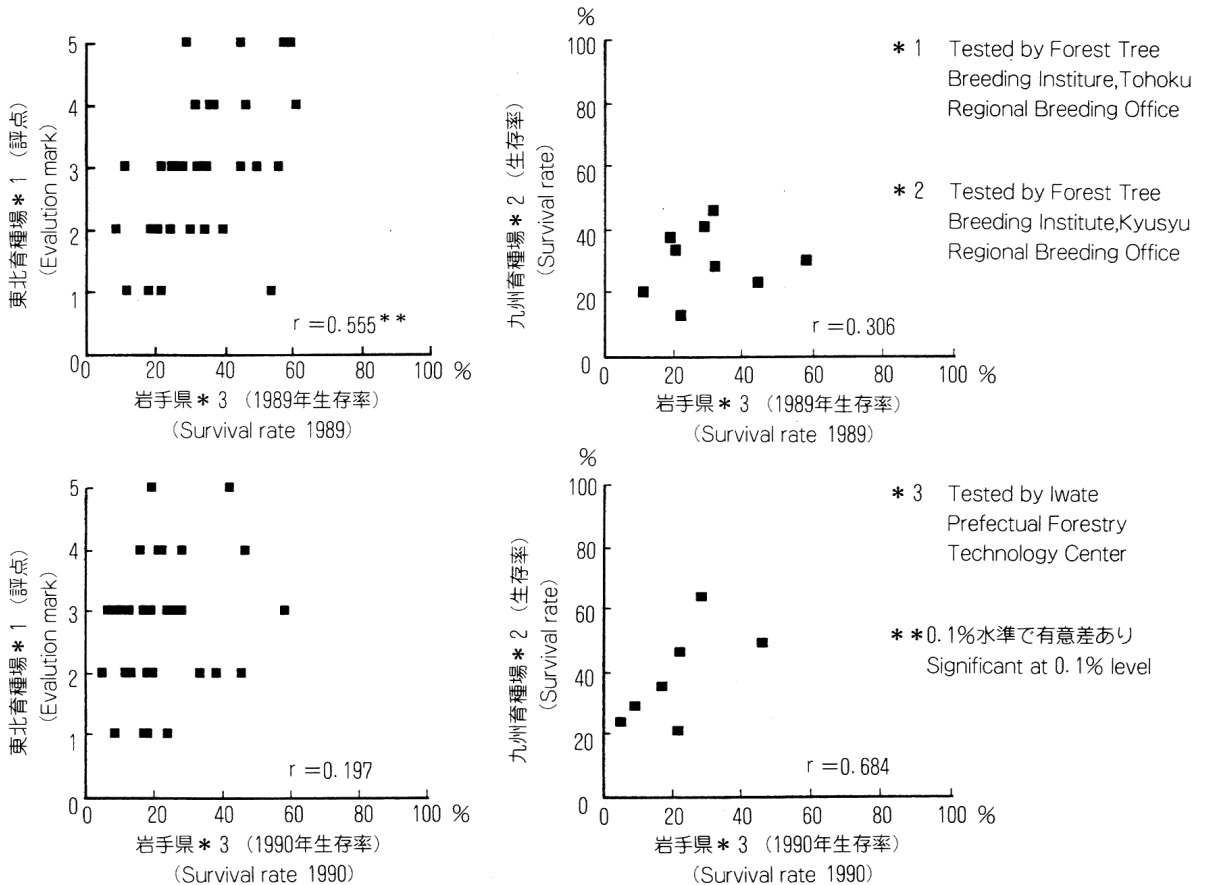 5
4
3
2
1
0
東北育種場＊1（評点）
（Evalution mark）
r＝0.555＊＊
0 20 40 60 80 100 %
岩手県＊3（1989年生存率）
（Survival rate 1989）
%
100
80
60
40
20
0
九州育種場＊2（生存率）
（Survival rate）
r＝0.306
0 20 40 60 80 100 %
岩手県＊3（1989年生存率）
（Survival rate 1989）
＊1 Tested by Forest Tree
Breeding Institure,Tohoku
Regional Breeding Office
＊2 Tested by Forest Tree
Breeding Institute,Kyusyu
Regional Breeding Office
5
4
3
2
1
0
東北育種場＊1（評点）
（Evalution mark）
r＝0.197
0 20 40 60 80 100 %
岩手県＊3（1990年生存率）
（Survival rate 1990）
%
100
80
60
40
20
0
九州育種場＊2（生存率）
（Survival rate）
r＝0.684
0 20 40 60 80 100 %
岩手県＊3（1990年生存率）
（Survival rate 1990）
＊3 Tested by Iwate
Prefectual Forestry
Technology Center
＊＊0.1%水準で有意差あり
Significant at 0.1% level